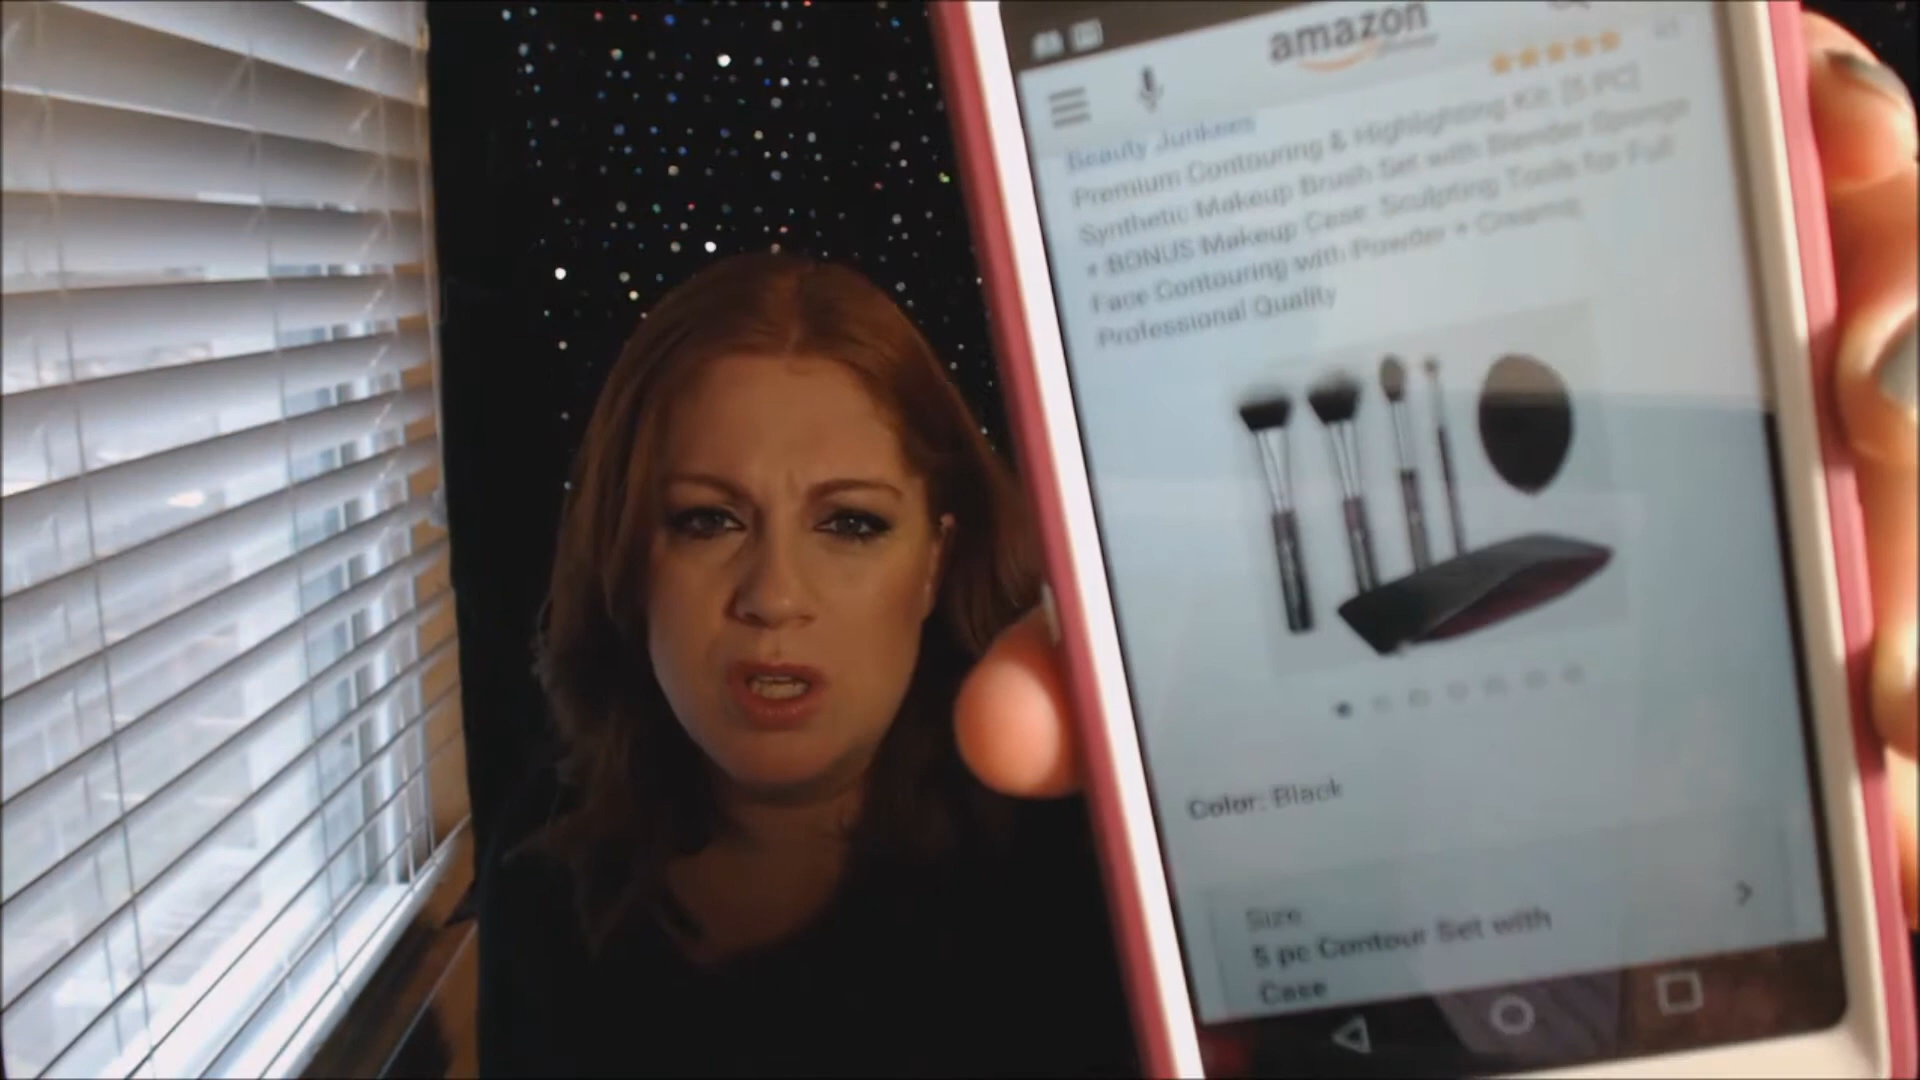 amazon
Beauty Junkees
Premium Contouring & Highlighting Kit [5 PC]
Synthetic Makeup Brush Set with Blender Sponge
+ BONUS Makeup Case: Sculpting Tools for Full
Face Contouring with Powder + Creams;
Professional Quality
Color: Black
Size:
5 pc Contour Set with
Case